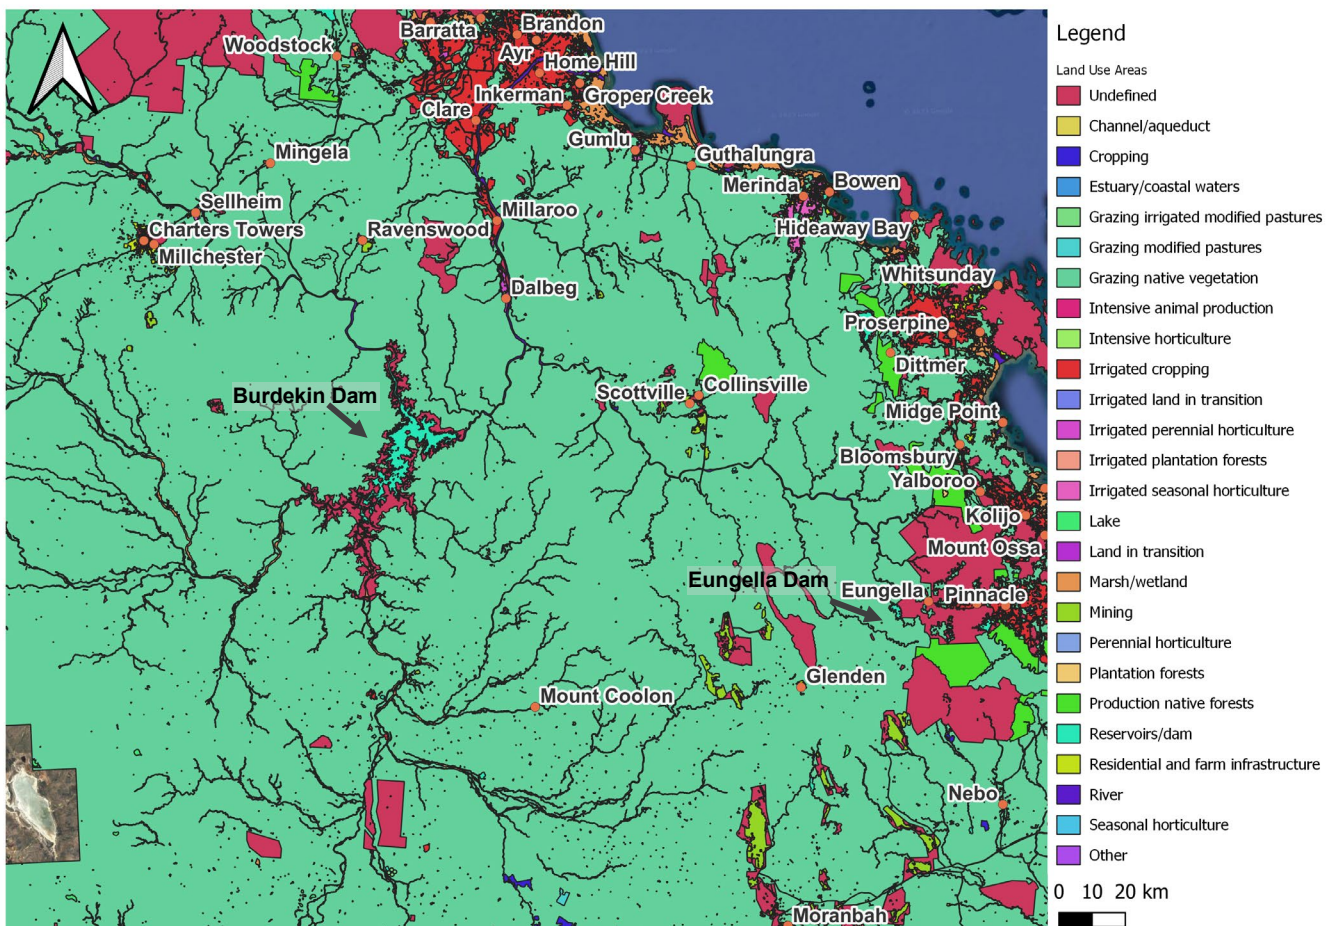 Barratta
Brandon
Woodstock
Ayr
Home Hill
Inkerman
Groper Creek
Clare
Gumlu
Mingela
Guthalungra
Merinda
Bowen
Sellheim
Millaroo
Charters Towers
Ravenswood
Hideaway Bay
Millchester
Whitsunday
Dalbeg
Proserpine
Dittmer
Burdekin Dam
Scottville
Collinsville
Midge Point
Bloomsbury
Yalboroo
Kolijo
Mount Ossa
Eungella Dam
Eungella
Pinnacle
Glenden
Mount Coolon
Nebo
Moranbah
Legend
Land Use Areas
Undefined
Channel/aqueduct
Cropping
Estuary/coastal waters
Grazing irrigated modified pastures
Grazing modified pastures
Grazing native vegetation
Intensive animal production
Intensive horticulture
Irrigated cropping
Irrigated land in transition
Irrigated perennial horticulture
Irrigated plantation forests
Irrigated seasonal horticulture
Lake
Land in transition
Marsh/wetland
Mining
Perennial horticulture
Plantation forests
Production native forests
Reservoirs/dam
Residential and farm infrastructure
River
Seasonal horticulture
Other
0 10 20 km